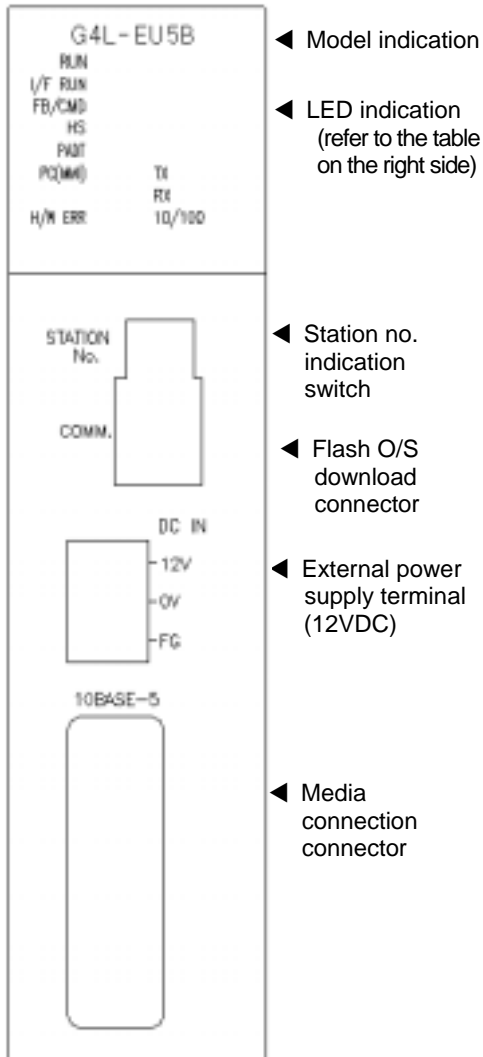 G4L-EU5B
RUN
I/F RUN
FB/CMD
HS
PADT
PC(MMI)
TX
RX
H/W ERR
10/100
STATION
No.
COMM.
DC IN
12V
0V
FG
10BASE-5
◀ Model indication
◀ LED indication
(refer to the table
on the right side)
◀ Station no.
indication
switch
◀ Flash O/S
download
connector
◀ External power
supply terminal
(12VDC)
◀ Media
connection
connector